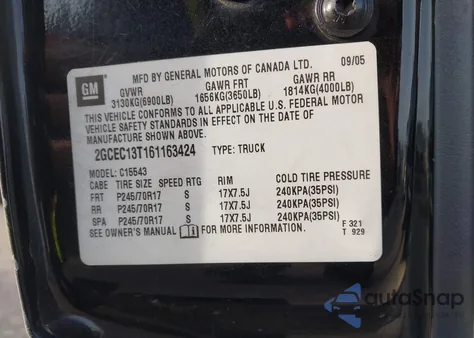 GM
MFD BY GENERAL MOTORS OF CANADA LTD. 09/05
GVWR GAWR FRT GAWR RR
3130KG(6900LB) 1656KG(3650LB) 1814KG(4000LB)
THIS VEHICLE CONFORMS TO ALL APPLICABLE U.S. FEDERAL MOTOR
VEHICLE SAFETY STANDARDS IN EFFECT ON THE DATE OF
MANUFACTURE SHOWN ABOVE.
2GCEC13T161163424 TYPE: TRUCK
MODEL: C15543
CABE TIRE SIZE SPEED RTG RIM COLD TIRE PRESSURE
FRT P245/70R17 S 17X7.5J 240KPA(35PSI)
RR P245/70R17 S 17X7.5J 240KPA(35PSI)
SPA P245/70R17 S 17X7.5J 240KPA(35PSI)
SEE OWNER'S MANUAL FOR MORE INFORMATION.
F 321
T 929
autoSnap